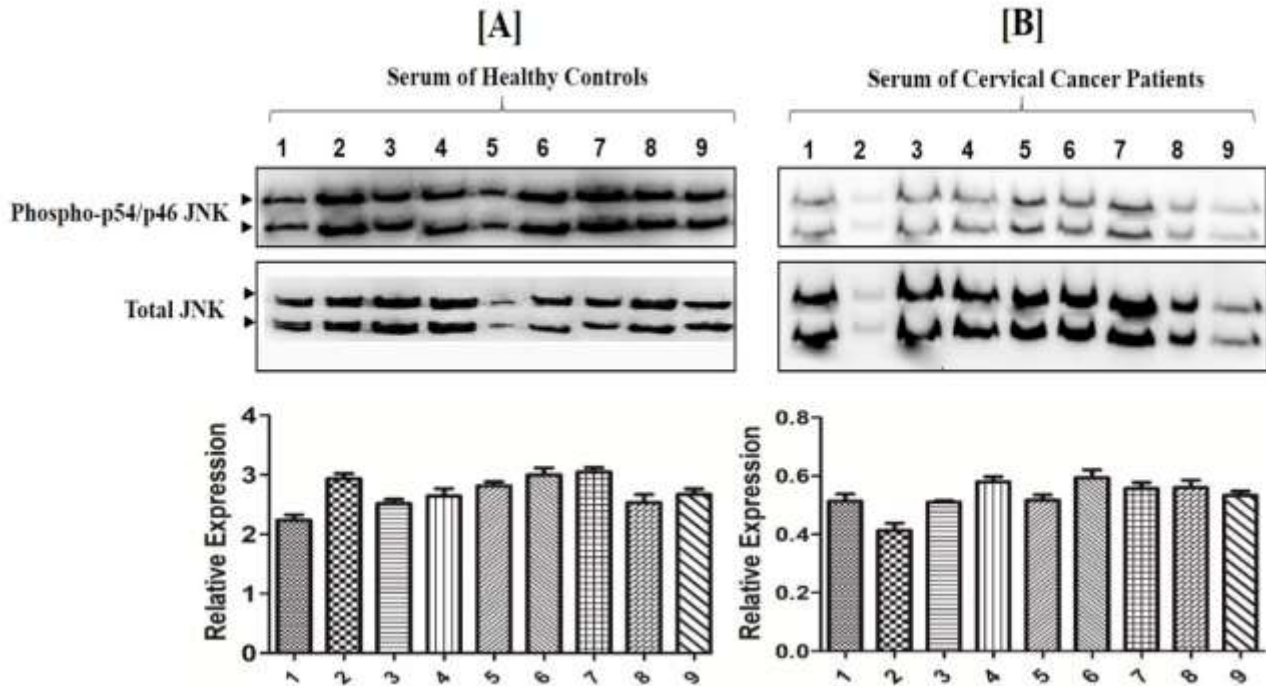 [A]
[B]
Serum of Healthy Controls
Serum of Cervical Cancer Patients
1 2 3 4 5 6 7 8 9
1 2 3 4 5 6 7 8 9
Phospho-p54/p46 JNK
Total JNK
Relative Expression
4
3
2
1
0
1 2 3 4 5 6 7 8 9
Relative Expression
0.8
0.6
0.4
0.2
0.0
1 2 3 4 5 6 7 8 9